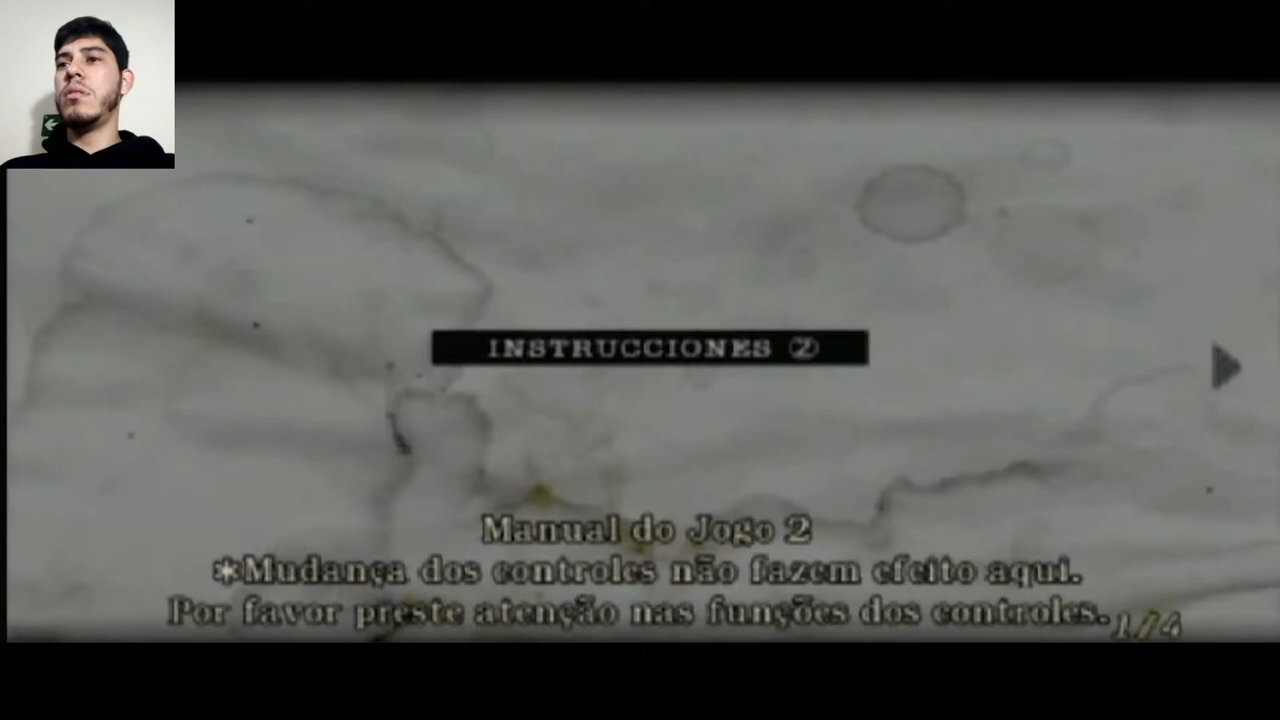 INSTRUCCIONES ②
Manual do Jogo 2
*Mudança dos controles não fazem efeito aqui.
Por favor preste atenção nas funções dos controles.
1/4